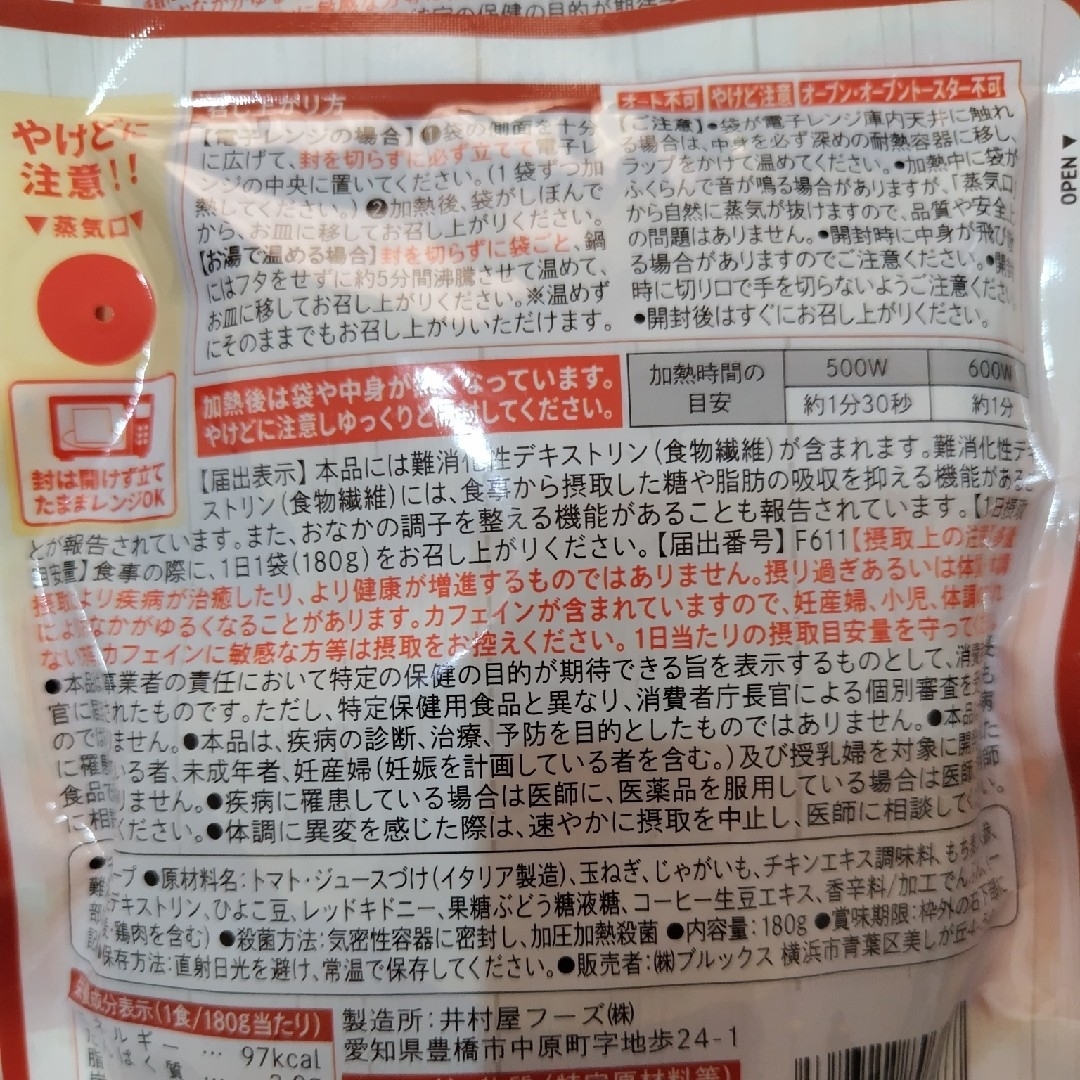 の保健の目的が期待
やけどに
注意!!
▼蒸気口▼
封は開けず立て
たままレンジOK
OPEN ▼
召し上がり方
【電子レンジの場合】❶袋の側面を十分
に広げて、封を切らずに必ず立てて電子レ
ンジの中央に置いてください。(1袋ずつ加
熱してください。)❷加熱後、袋がしぼんで
から、お皿に移してお召し上がりください。
【お湯で温める場合】封を切らずに袋ごと、鍋
にはフタをせずに約5分間沸騰させて温めて、
お皿に移してお召し上がりください。※温めず
にそのままでもお召し上がりいただけます。
オート不可 やけど注意 オーブン・オーブントースター不可
【ご注意】●袋が電子レンジ庫内天井に触れ
る場合は、中身を必ず深めの耐熱容器に移し、
ラップをかけて温めてください。●加熱中に袋が
ふくらんで音が鳴る場合がありますが、「蒸気口
から自然に蒸気が抜けますので、品質や安全上
の問題はありません。●開封時に中身が飛び
る場合がありますのでご注意ください。●開
時に切り口で手を切らないようご注意ください
●開封後はすぐにお召し上がりください。
加熱後は袋や中身が熱くなっています。
やけどに注意しゆっくりと開封してください。
加熱時間の目安 500W 600W
約1分30秒 約1分
【届出表示】本品には難消化性デキストリン(食物繊維)が含まれます。難消化性デキ
ストリン(食物繊維)には、食事から摂取した糖や脂肪の吸収を抑える機能があるこ
とが報告されています。また、おなかの調子を整える機能があることも報告されています。【1日摂取
目安量】食事の際に、1日1袋(180g)をお召し上がりください。【届出番号】F611【摂取上の注意】多量
摂取より疾病が治癒したり、より健康が増進するものではありません。摂り過ぎあるいは体質
によおなかがゆるくなることがあります。カフェインが含まれていますので、妊産婦、小児、体調
ない方カフェインに敏感な方等は摂取をお控えください。1日当たりの摂取目安量を守って
●本品事業者の責任において特定の保健の目的が期待できる旨を表示するものとして、消費
官に届されたものです。ただし、特定保健用食品と異なり、消費者庁長官による個別審査を受
のではません。●本品は、疾病の診断、治療、予防を目的としたものではありません。●本品 病
に罹患いる者、未成年者、妊産婦(妊娠を計画している者を含む。)及び授乳婦を対象に開 た
食品でりません。●疾病に罹患している場合は医師に、医薬品を服用している場合は医師 師
に相ください。●体調に異変を感じた際は、速やかに摂取を中止し、医師に相談して い。
プ ●原材料名:トマト・ジュースづけ(イタリア製造)、玉ねぎ、じゃがいも、チキンエキス調味料、もち
難デキストリン、ひよこ豆、レッドキドニー、果糖ぶどう糖液糖、コーヒー生豆エキス、香辛料/加工でん
・鶏肉を含む) ●殺菌方法:気密性容器に密封し、加圧加熱殺菌 ●内容量:180g ●賞味期限:枠外の右下
●保存方法:直射日光を避け、常温で保存してください。●販売者:㈱ブルックス 横浜市青葉区美しが丘4-
栄養成分表示(1食/180g当たり)
ルギー … 97kcal
ぱく質
製造所:井村屋フーズ㈱
愛知県豊橋市中原町字地歩24-1